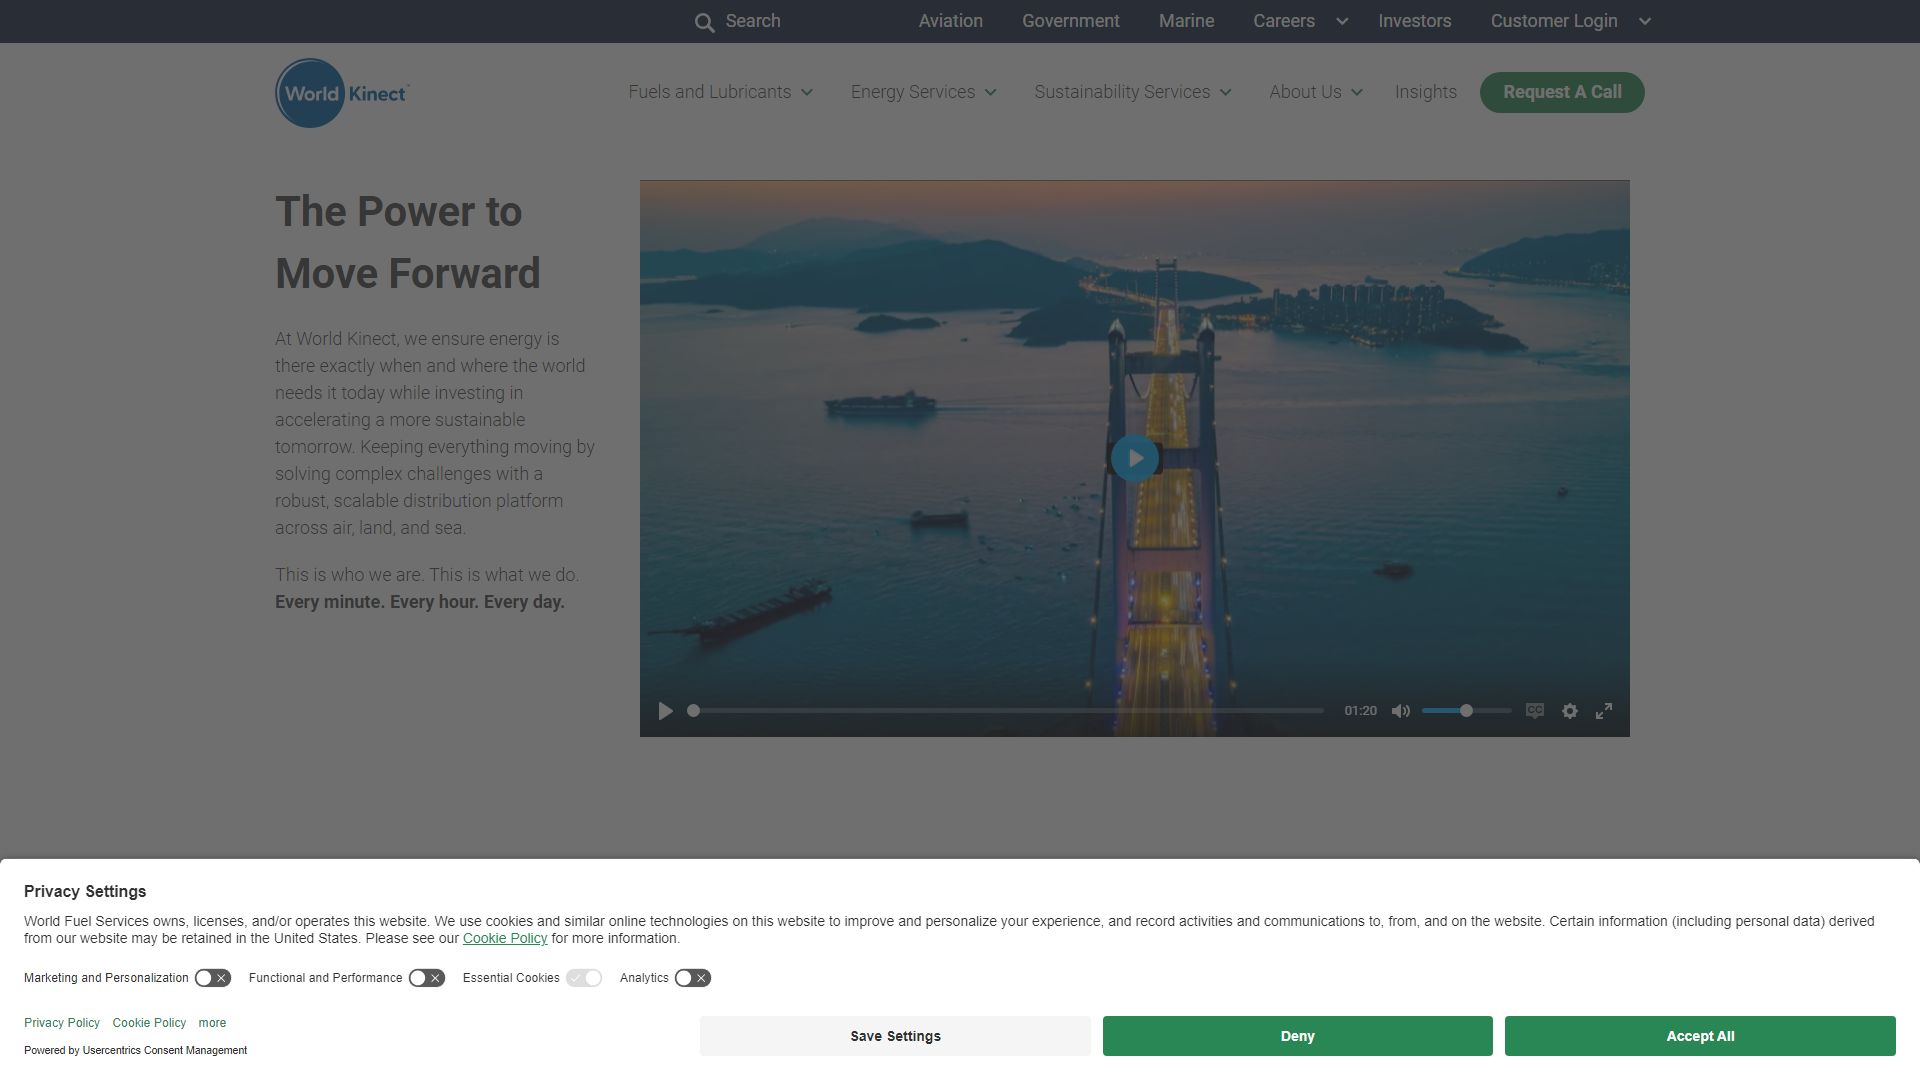 Search
Aviation
Government
Marine
Careers
Investors
Customer Login
World Kinect
Fuels and Lubricants
Energy Services
Sustainability Services
About Us
Insights
Request A Call
The Power to
Move Forward
At World Kinect, we ensure energy is
there exactly when and where the world
needs it today while investing in
accelerating a more sustainable
tomorrow. Keeping everything moving by
solving complex challenges with a
robust, scalable distribution platform
across air, land, and sea.
This is who we are. This is what we do.
Every minute. Every hour. Every day.
01:20
CC
Privacy Settings
World Fuel Services owns, licenses, and/or operates this website. We use cookies and similar online technologies on this website to improve and personalize your experience, and record activities and communications to, from, and on the website. Certain information (including personal data) derived
from our website may be retained in the United States. Please see our Cookie Policy for more information.
Marketing and Personalization
Functional and Performance
Essential Cookies
Analytics
Privacy Policy
Cookie Policy
more
Powered by Usercentrics Consent Management
Save Settings
Deny
Accept All